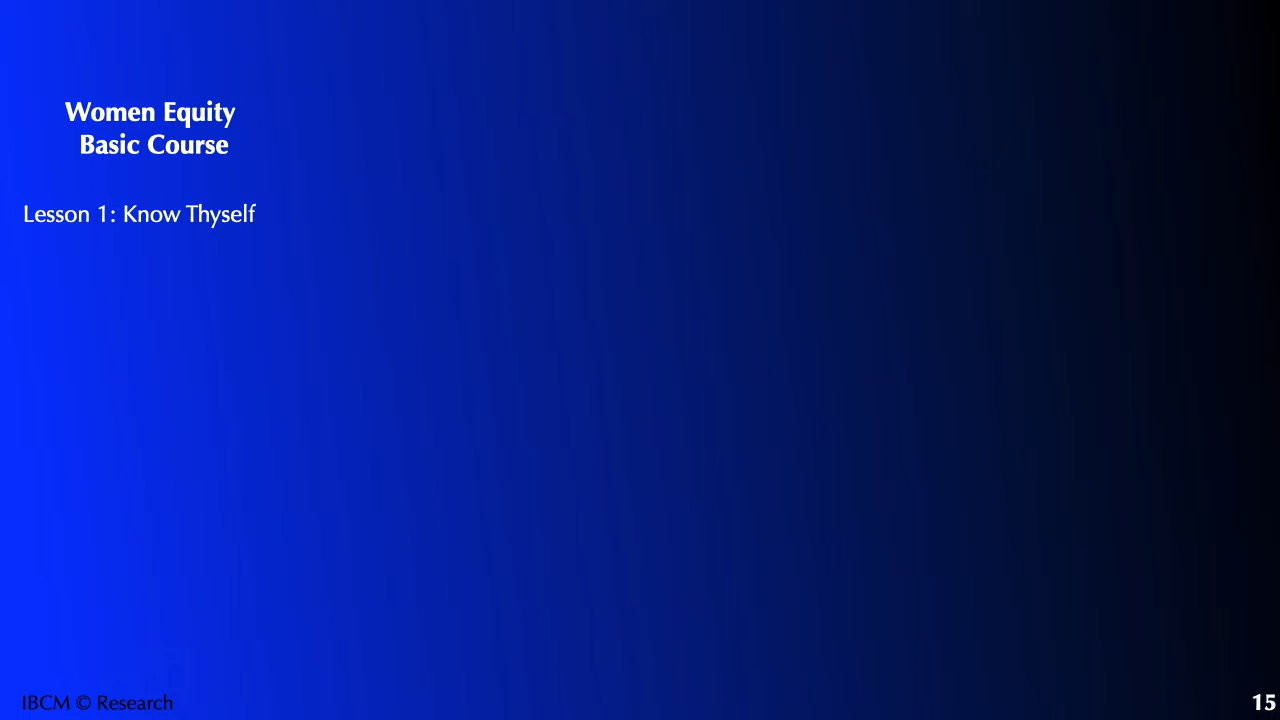 Women Equity
Basic Course
Lesson 1: Know Thyself
IBCM © Research
15